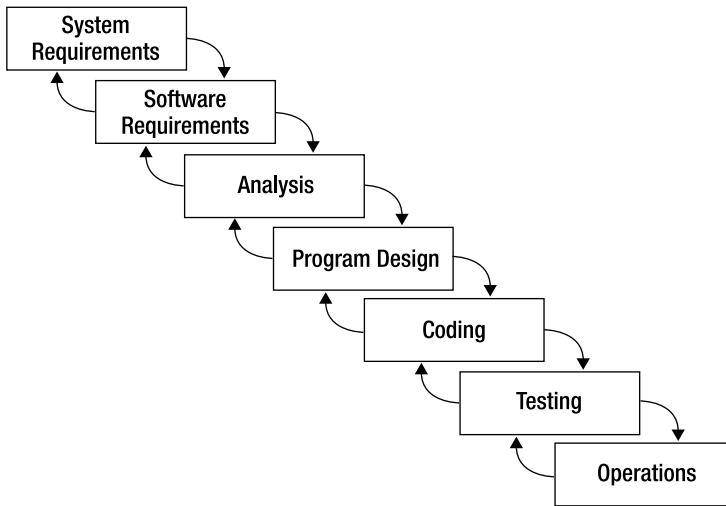 System
Requirements
Software
Requirements
Analysis
Program Design
Coding
Testing
Operations